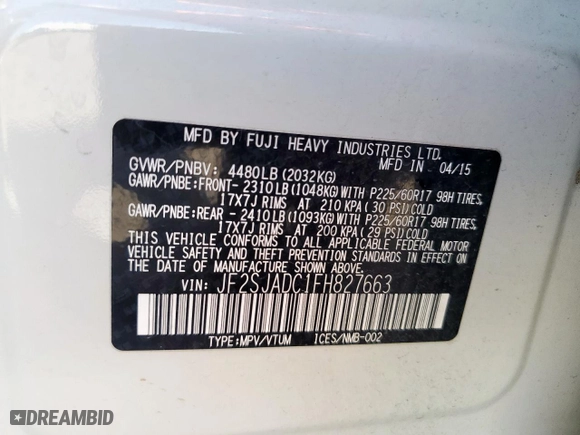 MFD BY FUJI HEAVY INDUSTRIES LTD.
MFD IN 04/15
GVWR/PNBV: 4480LB(2032KG)
GAWR/PNBE:FRONT- 2310LB(1048KG)WITH P225/60R17 98H TIRES,
17X7J RIMS AT 210 KPA(30 PSI)COLD
GAWR/PNBE:REAR - 2410LB(1093KG)WITH P225/60R17 98H TIRES,
17X7J RIMS AT 200 KPA(29 PSI)COLD
THIS VEHICLE CONFORMS TO ALL APPLICABLE FEDERAL MOTOR
VEHICLE SAFETY AND THEFT PREVENTION STANDARDS IN EFFECT
ON THE DATE OF MANUFACTURE SHOWN ABOVE.
VIN: JF2SJADC1FH827663
TYPE:MPV/VTUM ICES/NMB-002
DREAMBID